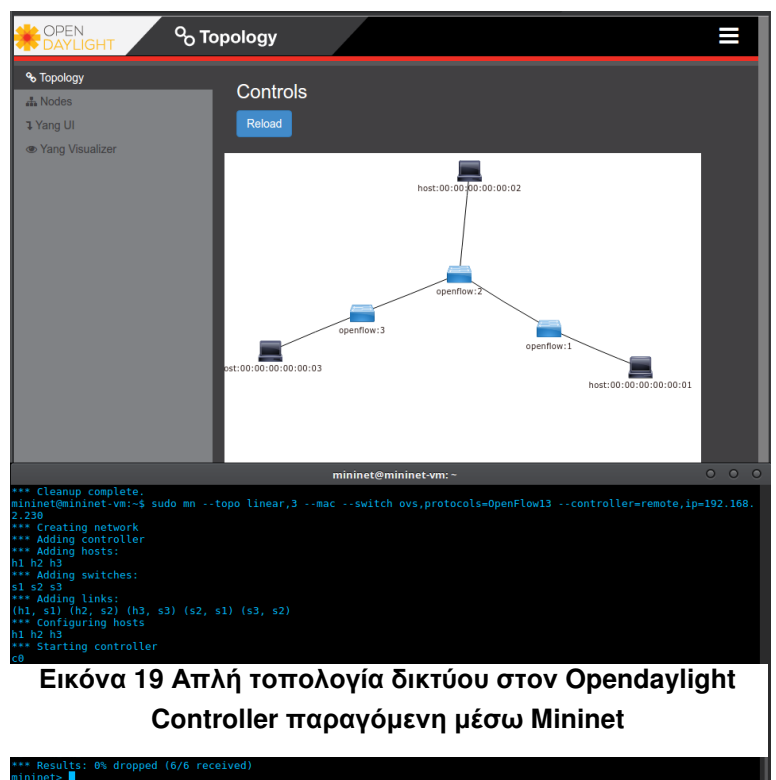 OPEN
DAYLIGHT
Topology
Topology
Nodes
Yang UI
Yang Visualizer
Controls
Reload
host:00:00:00:00:00:02
openflow:2
openflow:3
openflow:1
ost:00:00:00:00:00:03
host:00:00:00:00:00:01
mininet@mininet-vm: ~
*** Cleanup complete.
mininet@mininet-vm:~$ sudo mn --topo linear,3 --mac --switch ovs,protocols=OpenFlow13 --controller=remote,ip=192.168.
2.230
*** Creating network
*** Adding controller
*** Adding hosts:
h1 h2 h3
*** Adding switches:
s1 s2 s3
*** Adding links:
(h1, s1) (h2, s2) (h3, s3) (s2, s1) (s3, s2)
*** Configuring hosts
h1 h2 h3
*** Starting controller
c0
Εικόνα 19 Απλή τοπολογία δικτύου στον Opendaylight
Controller παραγόμενη μέσω Mininet
*** Results: 0% dropped (6/6 received)
mininet>